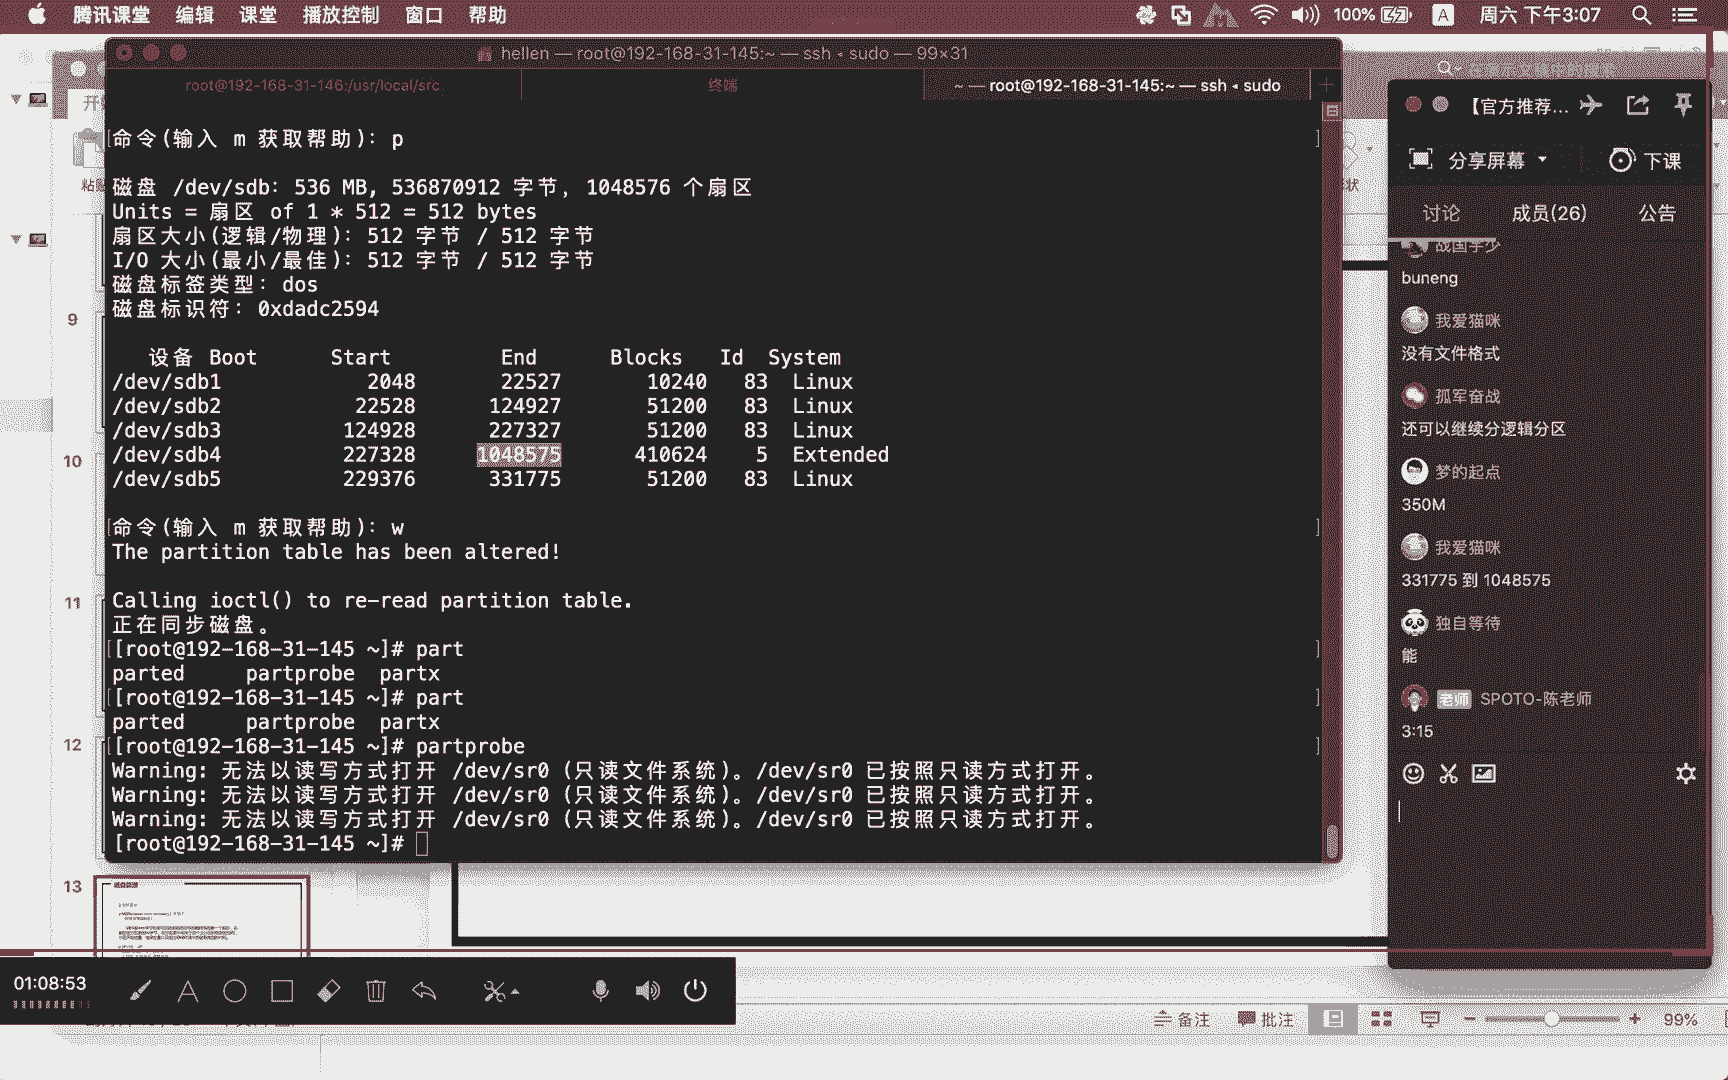 腾讯课堂 编辑 课堂 播放控制 窗口 帮助 100% A 周六 下午3:07
hellen — root@192-168-31-145:~ — ssh ◂ sudo — 99×31
root@192-168-31-146:/usr/local/src
终端
~ — root@192-168-31-145:~ — ssh ◂ sudo
命令(输入 m 获取帮助): p
磁盘 /dev/sdb: 536 MB, 536870912 字节, 1048576 个扇区
Units = 扇区 of 1 * 512 = 512 bytes
扇区大小(逻辑/物理): 512 字节 / 512 字节
I/O 大小(最小/最佳): 512 字节 / 512 字节
磁盘标签类型: dos
磁盘标识符: 0xdadc2594
设备 Boot Start End Blocks Id System
/dev/sdb1 2048 22527 10240 83 Linux
/dev/sdb2 22528 124927 51200 83 Linux
/dev/sdb3 124928 227327 51200 83 Linux
/dev/sdb4 227328 1048575 410624 5 Extended
/dev/sdb5 229376 331775 51200 83 Linux
命令(输入 m 获取帮助): w
The partition table has been altered!
Calling ioctl() to re-read partition table.
正在同步磁盘。
[root@192-168-31-145 ~]# part
parted partprobe partx
[root@192-168-31-145 ~]# part
parted partprobe partx
[root@192-168-31-145 ~]# partprobe
Warning: 无法以读写方式打开 /dev/sr0 (只读文件系统)。/dev/sr0 已按照只读方式打开。
Warning: 无法以读写方式打开 /dev/sr0 (只读文件系统)。/dev/sr0 已按照只读方式打开。
Warning: 无法以读写方式打开 /dev/sr0 (只读文件系统)。/dev/sr0 已按照只读方式打开。
[root@192-168-31-145 ~]#
9
10
11
12
13
【官方推荐...
分享屏幕 下课
讨论 成员(26) 公告
buneng
我爱猫咪
没有文件格式
孤军奋战
还可以继续分逻辑分区
梦的起点
350M
我爱猫咪
331775 到 1048575
独自等待
能
老师 SPOTO-陈老师
3:15
01:08:53
备注 批注 99%